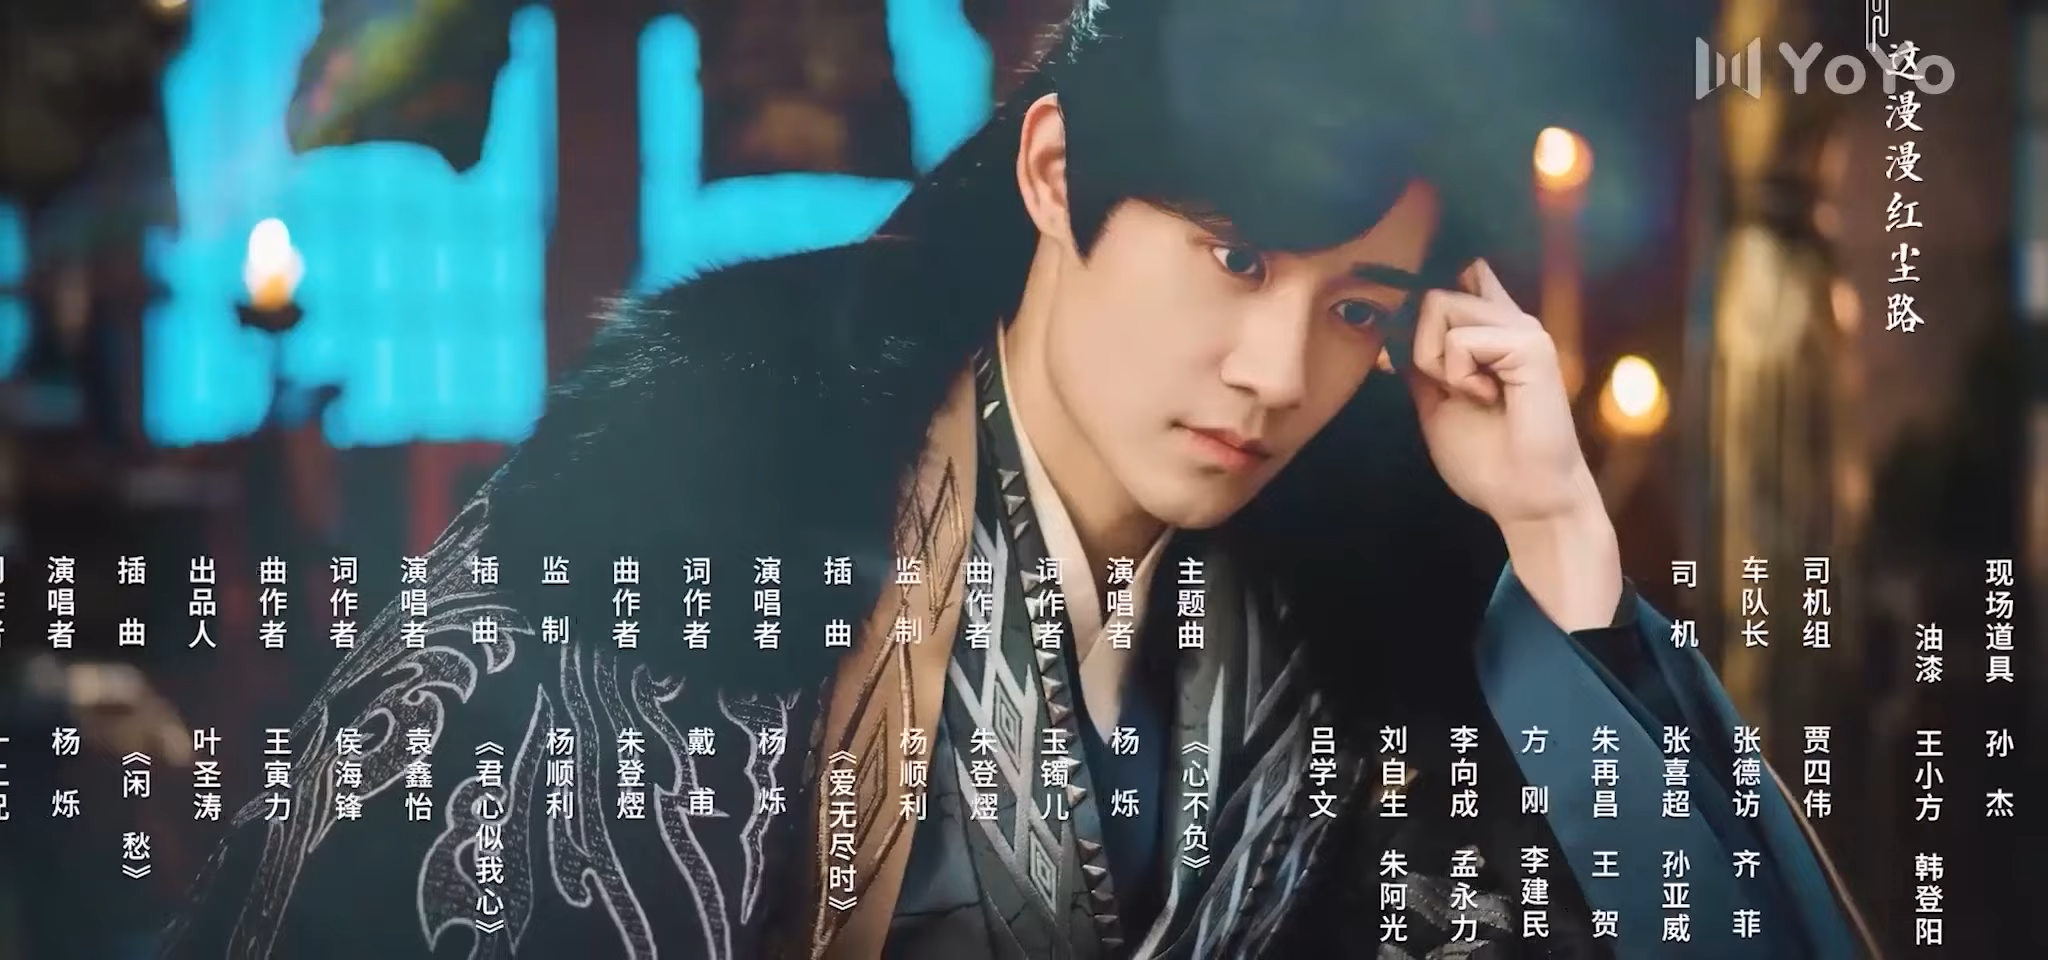 YoYo
这漫漫红尘路
现场道具 孙杰
油漆 王小方 韩登阳
司机组 贾四伟
车队长 张德访 齐菲
司机 张喜超 孙亚威
朱再昌 王贺
方刚 李建民
李向成 孟永力
刘自生 朱阿光
吕学文
主题曲 《心不负》
演唱者 杨烁
词作者 玉镯儿
曲作者 朱登熠
监制 杨顺利
插曲 《爱无尽时》
演唱者 杨烁
词作者 戴甫
曲作者 朱登熠
监制 杨顺利
插曲 《君心似我心》
演唱者 袁鑫怡
词作者 侯海锋
曲作者 王寅力
出品人 叶圣涛
插曲 《闲愁》
演唱者 杨烁